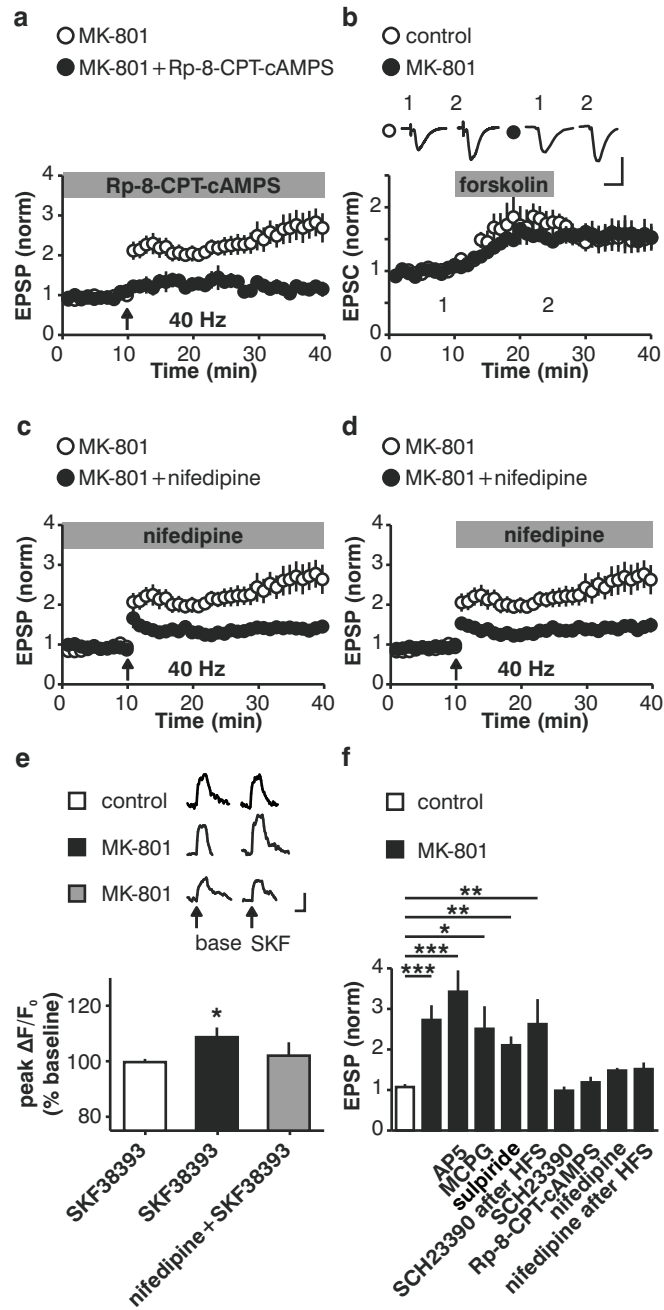 a
MK-801
MK-801+Rp-8-CPT-cAMPS
Rp-8-CPT-cAMPS
EPSP (norm)
4
3
2
1
0
40 Hz
0 10 20 30 40
Time (min)
b
control
MK-801
1 2 1 2
forskolin
EPSC (norm)
2
1.5
1
0.5
0
1 2
0 10 20 30 40
Time (min)
c
MK-801
MK-801+nifedipine
nifedipine
EPSP (norm)
4
3
2
1
0
40 Hz
0 10 20 30 40
Time (min)
d
MK-801
MK-801+nifedipine
nifedipine
EPSP (norm)
4
3
2
1
0
40 Hz
0 10 20 30 40
Time (min)
e
control
MK-801
MK-801
base SKF
peak ΔF/F0
(% baseline)
120
100
80
*
SKF38393
SKF38393
nifedipine+SKF38393
f
control
MK-801
**
**
*
***
***
EPSP (norm)
4
3
2
1
0
AP5
MCPG
sulpiride
SCH23390 after HFS
SCH23390
Rp-8-CPT-cAMPS
nifedipine
nifedipine after HFS